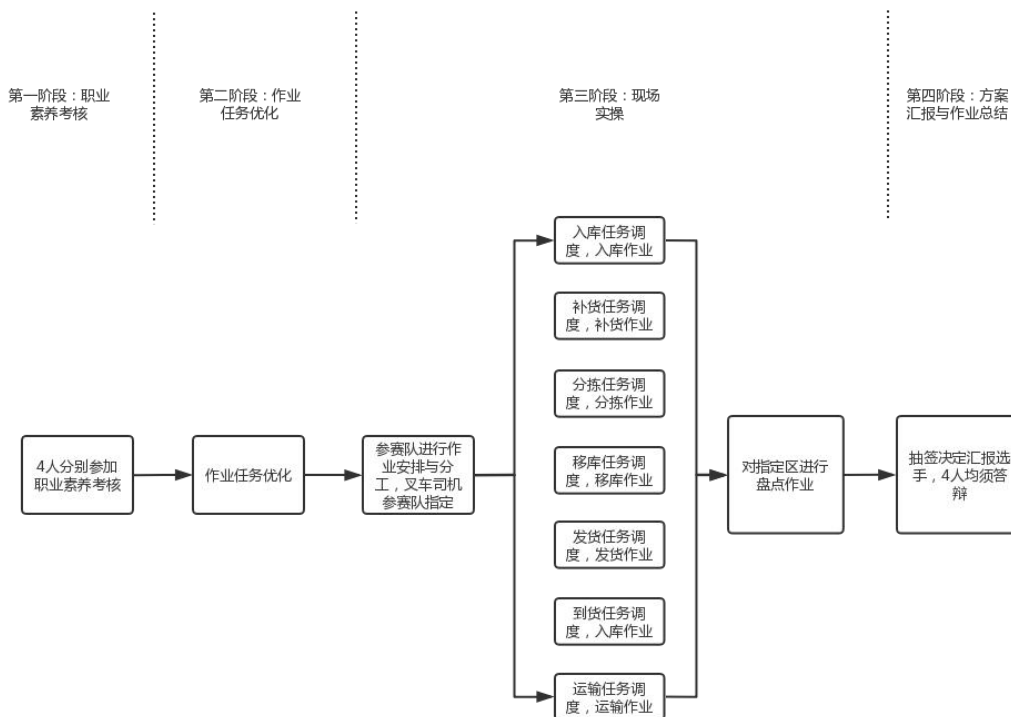 第一阶段：职业
素养考核
第二阶段：作业
任务优化
第三阶段：现场
实操
第四阶段：方案
汇报与作业总结
4人分别参加
职业素养考核
作业任务优化
参赛队进行作
业安排与分
工，叉车司机
参赛队指定
入库任务调
度，入库作业
补货任务调
度，补货作业
分拣任务调
度，分拣作业
移库任务调
度，移库作业
发货任务调
度，发货作业
到货任务调
度，入库作业
运输任务调
度，运输作业
对指定区进行
盘点作业
抽签决定汇报选
手，4人均须答
辩